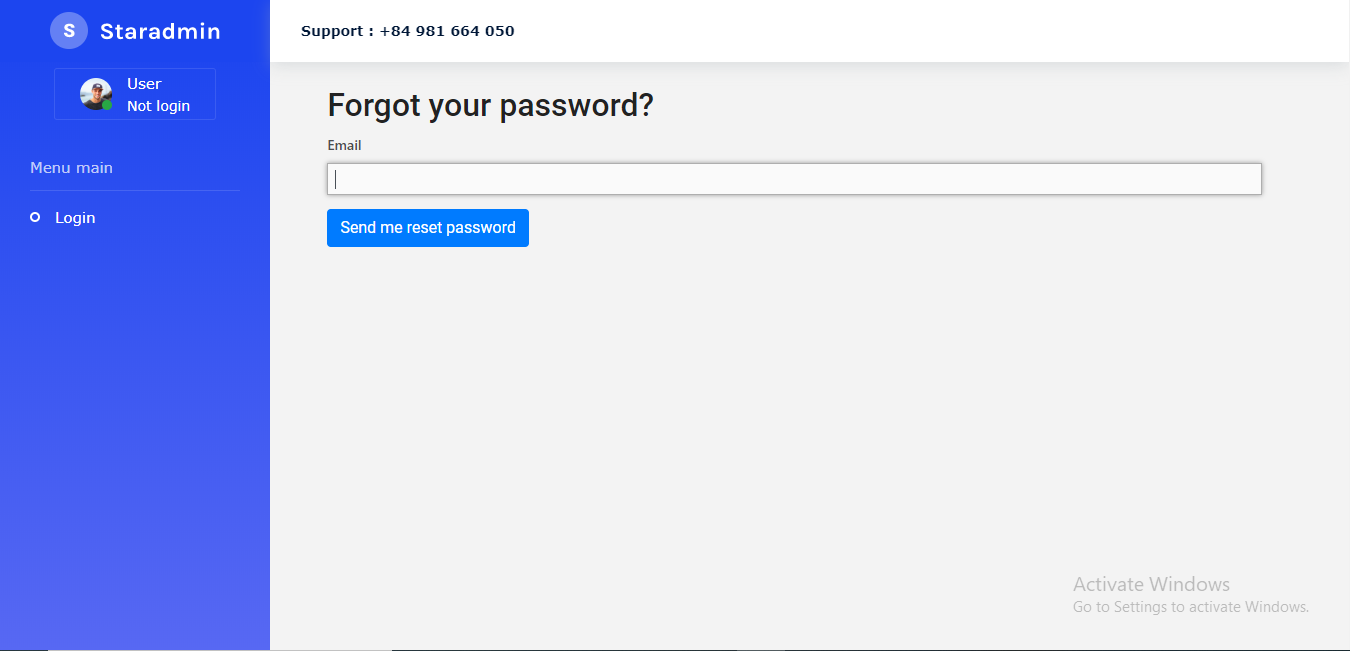 S Staradmin
Support : +84 981 664 050
User
Not login
Menu main
Login
Forgot your password?
Email
Send me reset password
Activate Windows
Go to Settings to activate Windows.